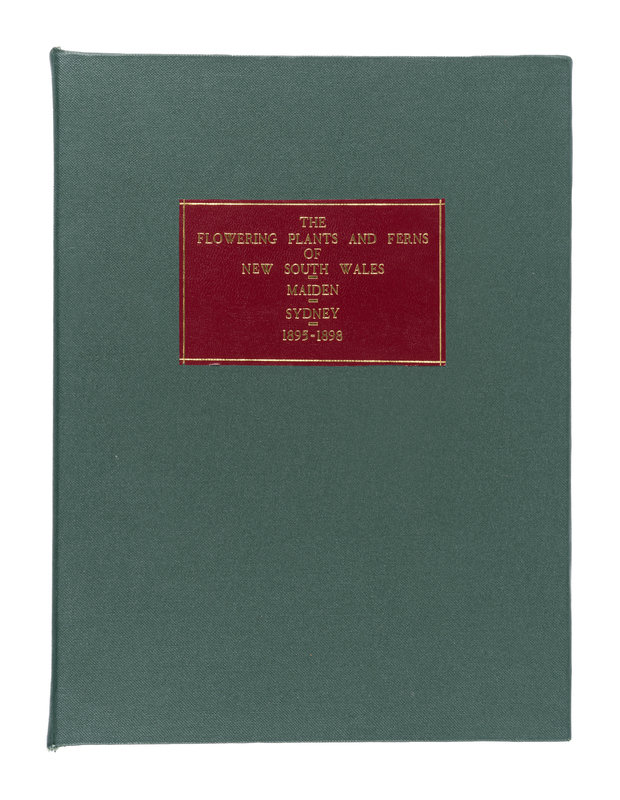 THE
FLOWERING PLANTS AND FERNS
OF
NEW SOUTH WALES
MAIDEN
SYDNEY
1895-1898